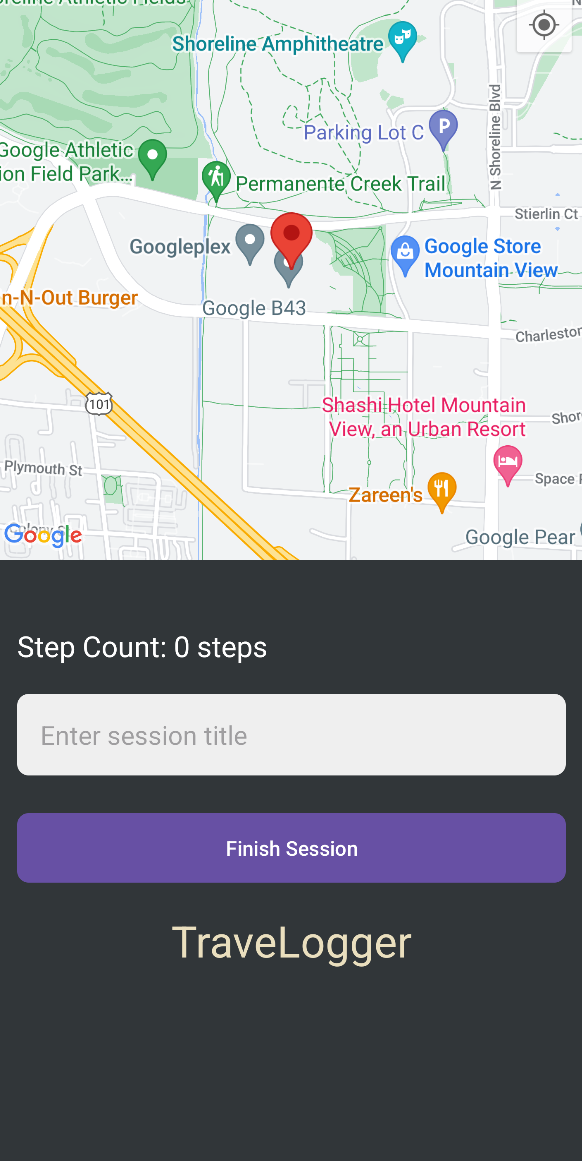 Shoreline Athletic Fields
Shoreline Amphitheatre
N Shoreline Blvd
Parking Lot C
P
Google Athletic
ion Field Park...
Permanente Creek Trail
Stierlin Ct
Googleplex
Google Store
Mountain View
n-N-Out Burger
Google B43
Charleston
101
Shashi Hotel Mountain
View, an Urban Resort
Shor
Plymouth St
Space P
Zareen's
Google
Google Pear
Step Count: 0 steps
Enter session title
Finish Session
TraveLogger